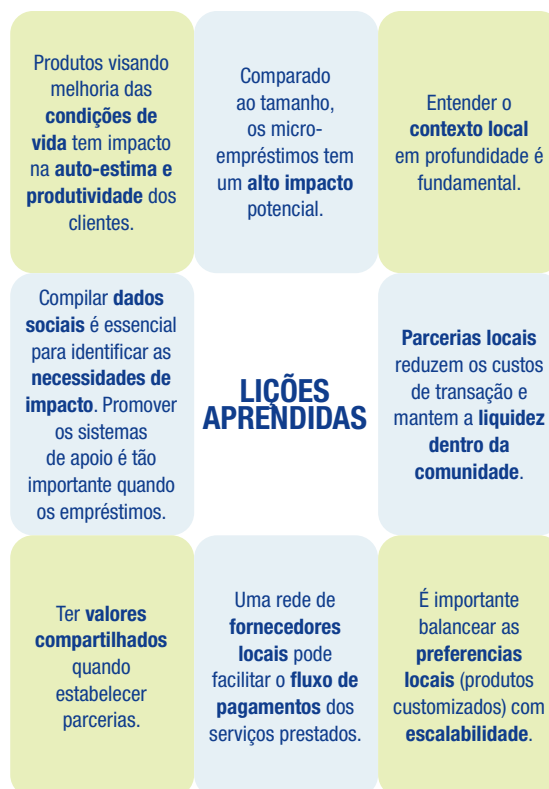 Produtos visando
melhoria das
condições de
vida tem impacto
na auto-estima e
produtividade dos
clientes.
Comparado
ao tamanho,
os micro-
empréstimos tem
um alto impacto
potencial.
Entender o
contexto local
em profundidade é
fundamental.
Compilar dados
sociais é essencial
para identificar as
necessidades de
impacto. Promover
os sistemas
de apoio é tão
importante quando
os empréstimos.
LIÇÕES
APRENDIDAS
Parcerias locais
reduzem os custos
de transação e
mantem a liquidez
dentro da
comunidade.
Ter valores
compartilhados
quando
estabelecer
parcerias.
Uma rede de
fornecedores
locais pode
facilitar o fluxo de
pagamentos dos
serviços prestados.
É importante
balancear as
preferencias
locais (produtos
customizados) com
escalabilidade.